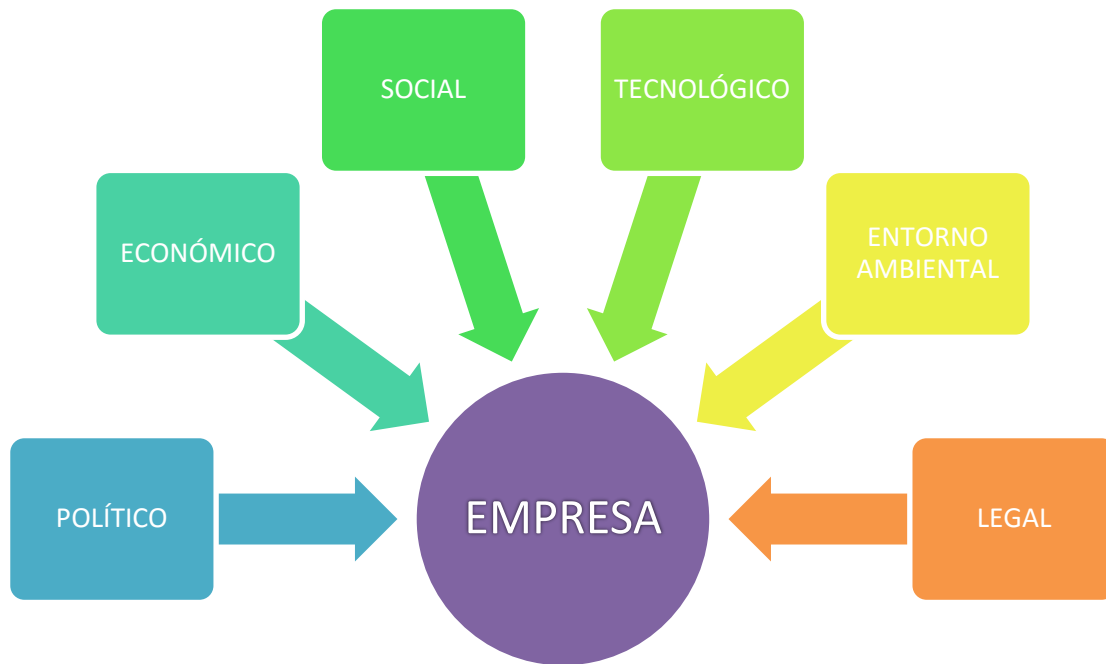 SOCIAL
TECNOLÓGICO
ECONÓMICO
ENTORNO
AMBIENTAL
POLÍTICO
EMPRESA
LEGAL